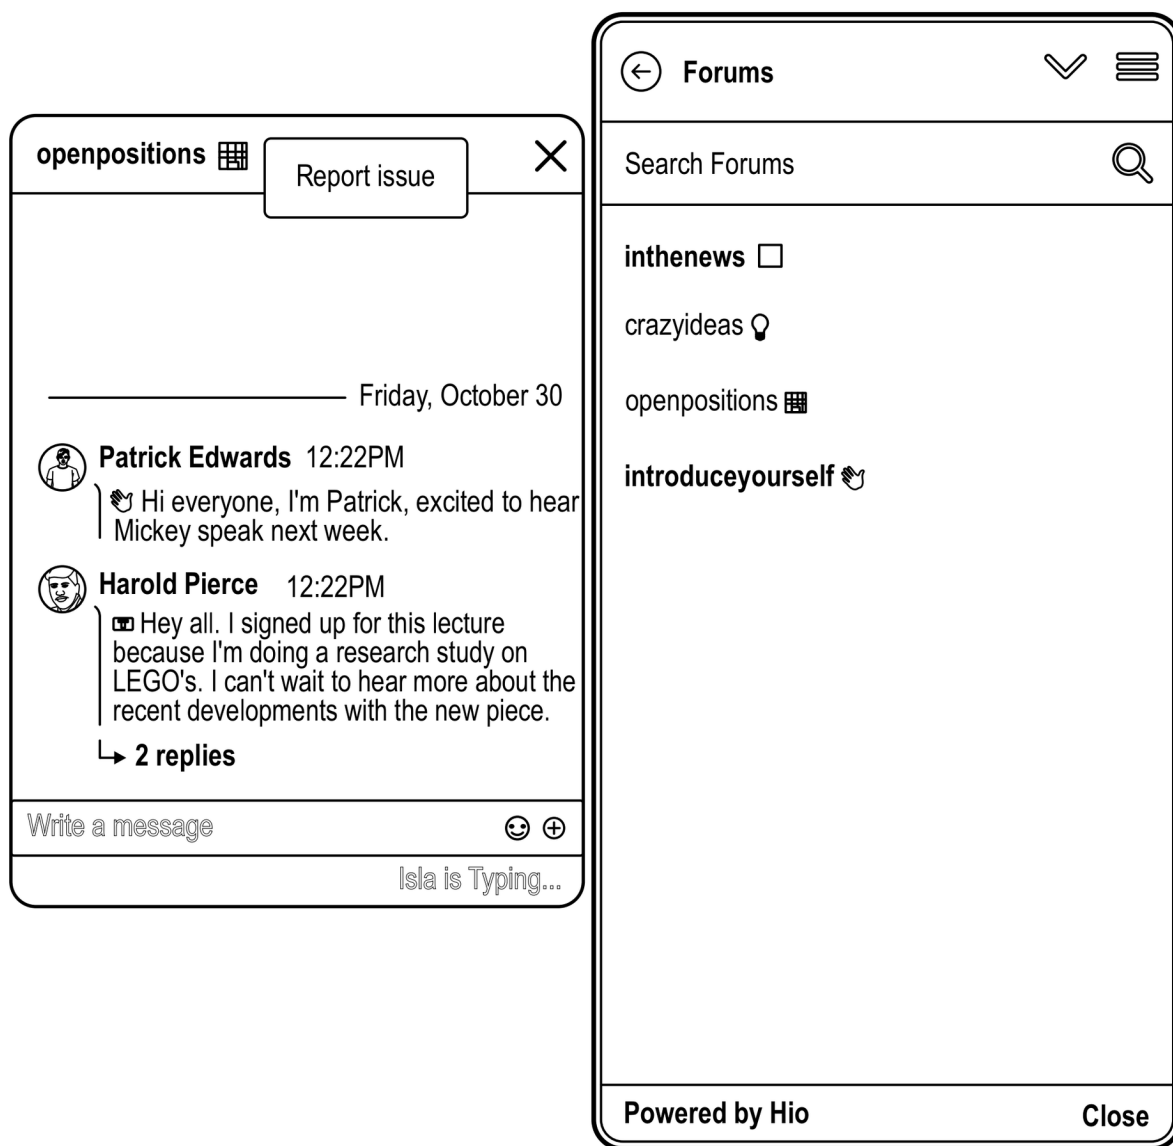 openpositions
Report issue
Friday, October 30
Patrick Edwards 12:22PM
Hi everyone, I'm Patrick, excited to hear
Mickey speak next week.
Harold Pierce 12:22PM
Hey all. I signed up for this lecture
because I'm doing a research study on
LEGO's. I can't wait to hear more about the
recent developments with the new piece.
2 replies
Write a message
Isla is Typing...
Forums
Search Forums
inthenews
crazyideas
openpositions
introduceyourself
Powered by Hio
Close